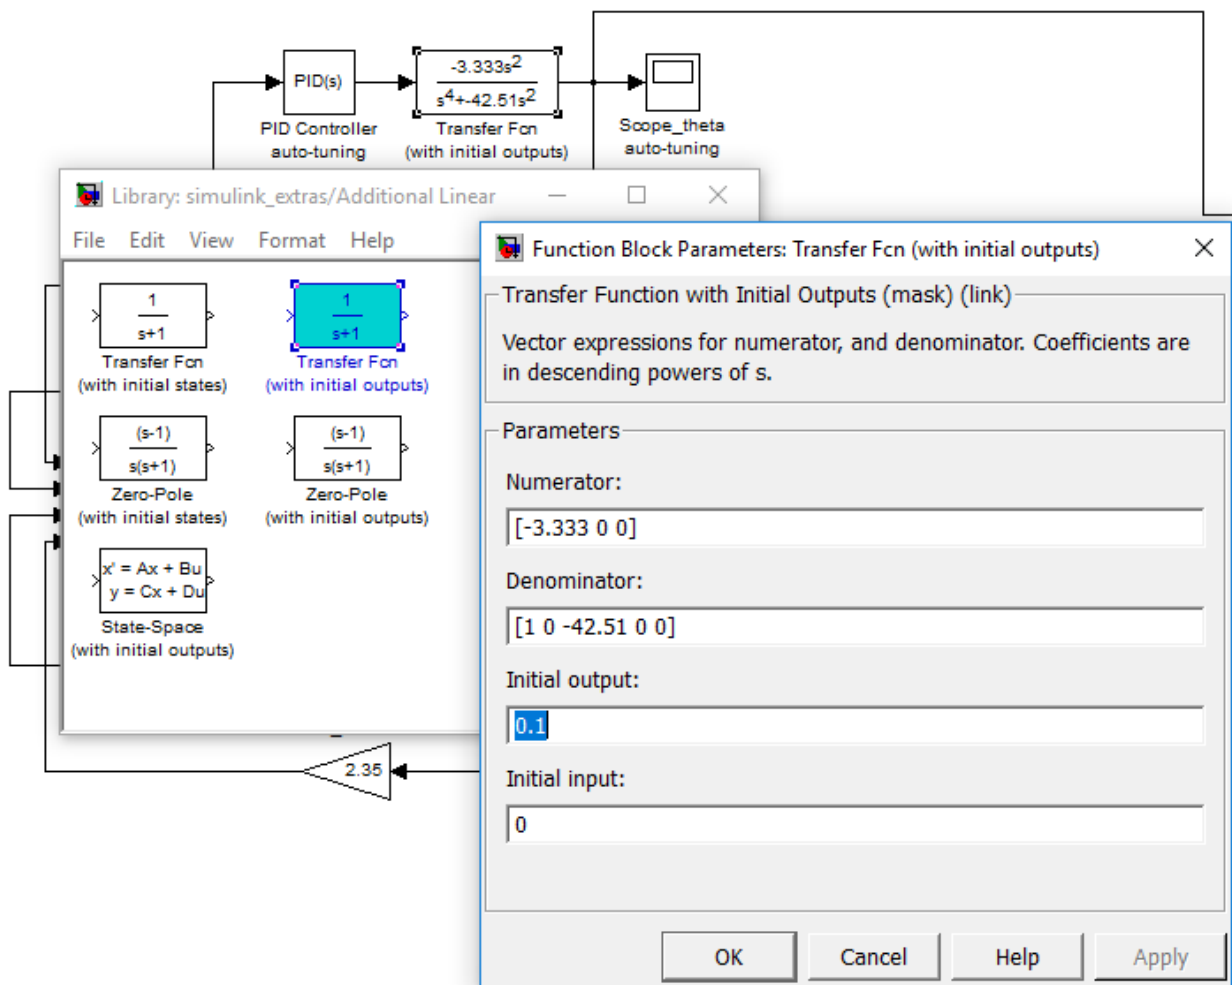 PID(s)
PID Controller
auto-tuning
-3.333s2
s4+-42.51s2
Transfer Fcn
(with initial outputs)
Scope_theta
auto-tuning
Library: simulink_extras/Additional Linear
File Edit View Format Help
1
s+1
Transfer Fcn
(with initial states)
1
s+1
Transfer Fcn
(with initial outputs)
(s-1)
s(s+1)
Zero-Pole
(with initial states)
(s-1)
s(s+1)
Zero-Pole
(with initial outputs)
x' = Ax + Bu
y = Cx + Du
State-Space
(with initial outputs)
2.35
Function Block Parameters: Transfer Fcn (with initial outputs)
Transfer Function with Initial Outputs (mask) (link)
Vector expressions for numerator, and denominator. Coefficients are
in descending powers of s.
Parameters
Numerator:
[-3.333 0 0]
Denominator:
[1 0 -42.51 0 0]
Initial output:
0.1
Initial input:
0
OK Cancel Help Apply